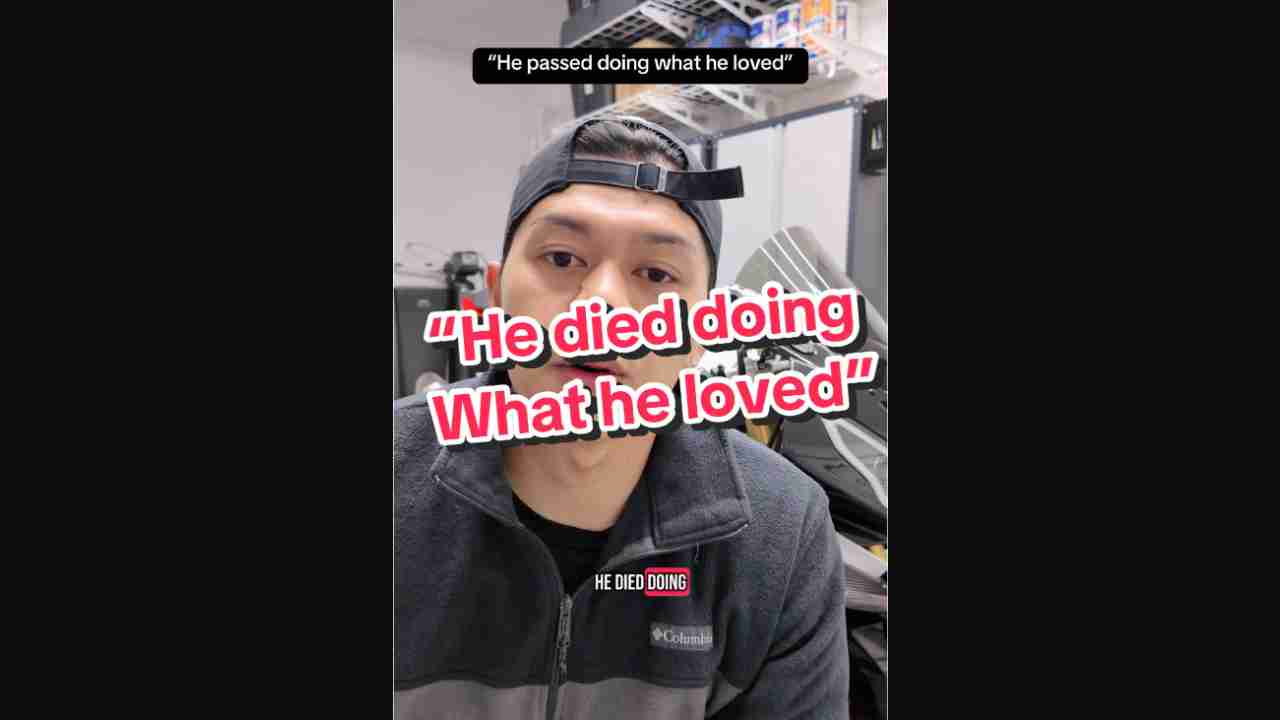 “He passed doing what he loved”
“He died doing
What he loved”
HE DIED DOING
Columbia